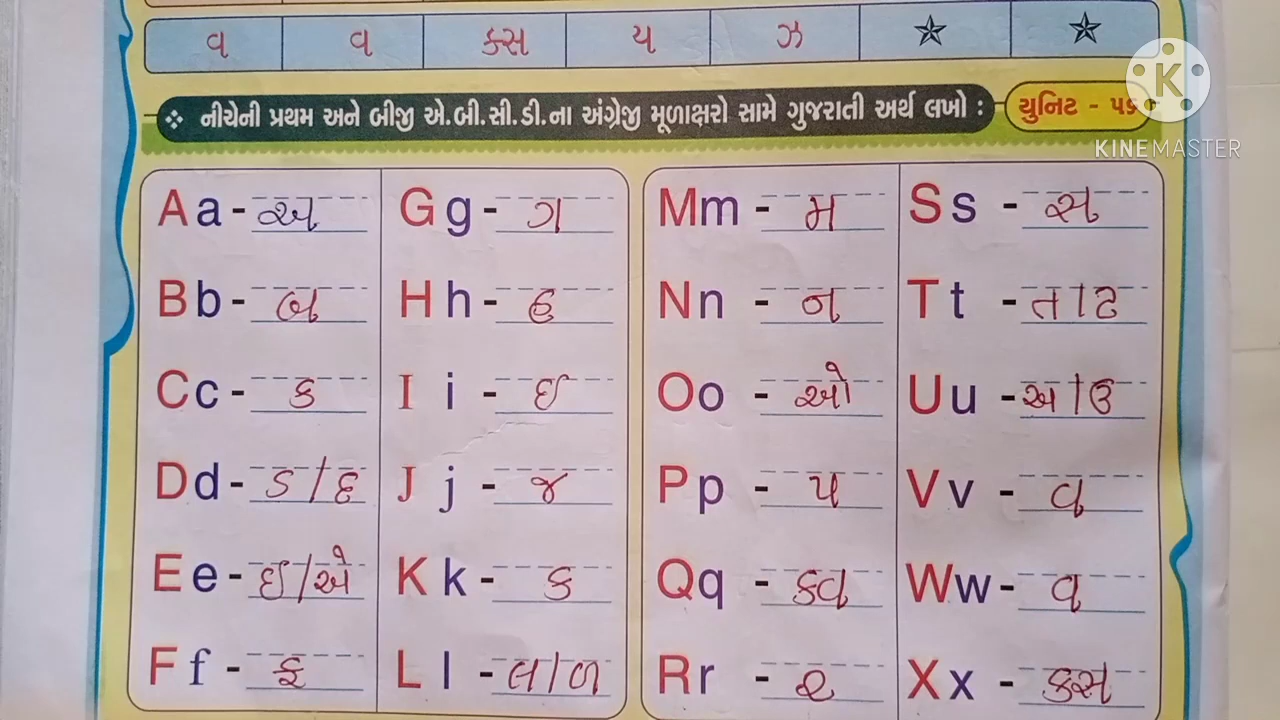 વ વ ક્સ ય ઝ
❖ નીચેની પ્રથમ અને બીજી એ.બી.સી.ડી.ના અંગ્રેજી મૂળાક્ષરો સામે ગુજરાતી અર્થ લખો :
યુનિટ - ૫૬
K
KINEMASTER
Aa - અ Gg - ગ Mm - મ Ss - સ
Bb - બ Hh - હ Nn - ન Tt - ત/ટ
Cc - ક Ii - ઈ Oo - ઓ Uu - અ/ઉ
Dd - ડ/દ Jj - જ Pp - પ Vv - વ
Ee - ઈ/એ Kk - ક Qq - ક્વ Ww - વ
Ff - ફ Ll - લ/ળ Rr - ર Xx - ક્સ